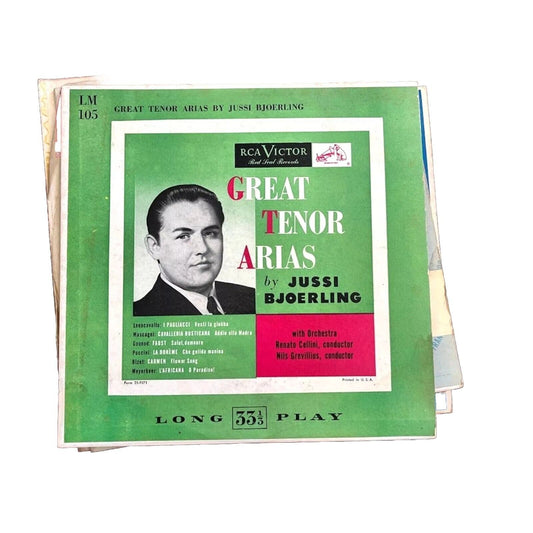 LM
105
GREAT TENOR ARIAS BY JUSSI BJOERLING
RCA VICTOR
Red Seal Records
GREAT
TENOR
ARIAS
by JUSSI
BJOERLING
Leoncavallo: I PAGLIACCI Vesti la giubba
Mascagni: CAVALLERIA RUSTICANA Addio alla Madre
Gounod: FAUST Salut, demeure
Puccini: LA BOHÈME Che gelida manina
Bizet: CARMEN Flower Song
Meyerbeer: L'AFRICANA O Paradiso!
with Orchestra
Renato Cellini, conductor
Nils Grevillius, conductor
Printed in U. S. A.
LONG 33⅓ PLAY